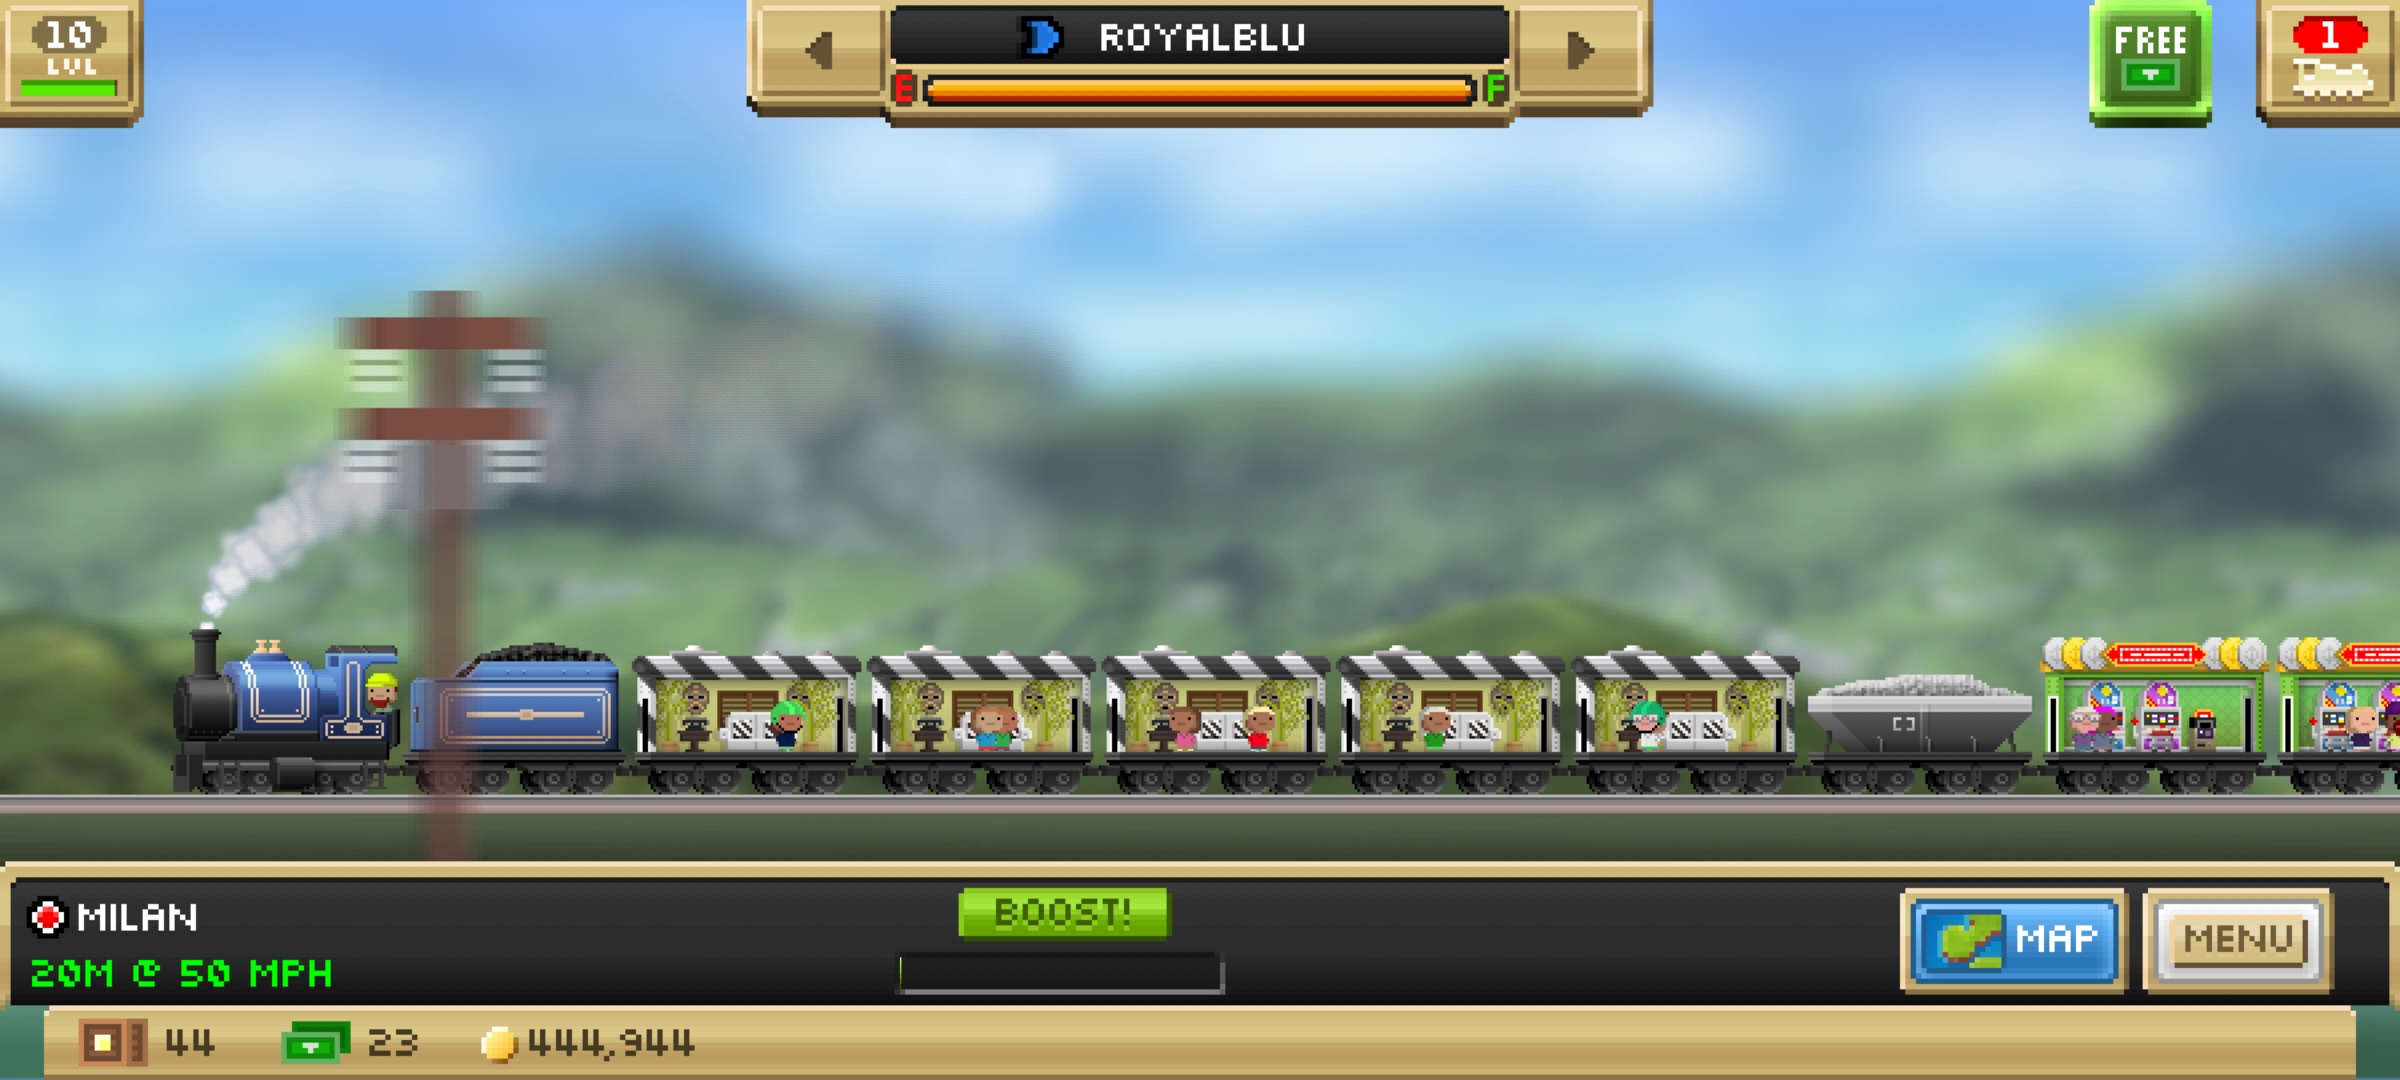 10
LVL
ROYALBLU
E
F
FREE
1
MILAN
20M @ 50 MPH
BOOST!
MAP
MENU
44
23
444,944